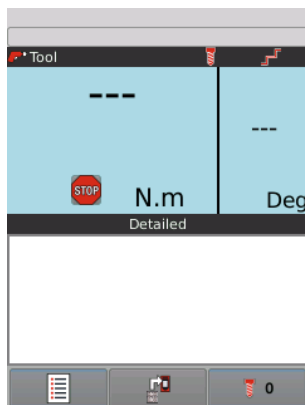 Tool
---
---
STOP
N.m
Deg
Detailed
0